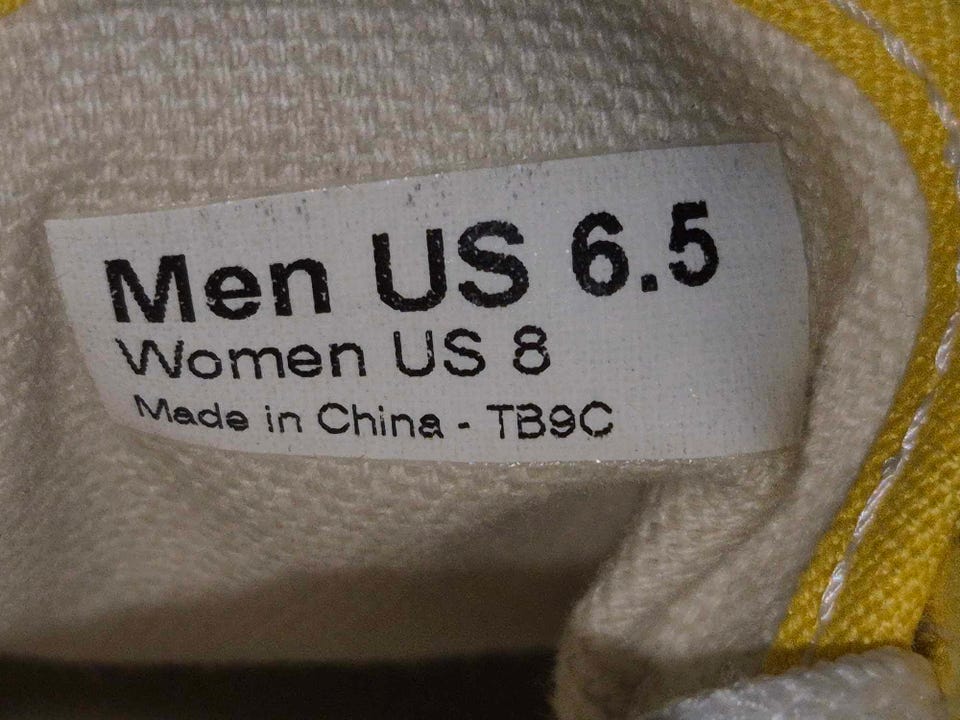 Men US 6.5
Women US 8
Made in China - TB9C